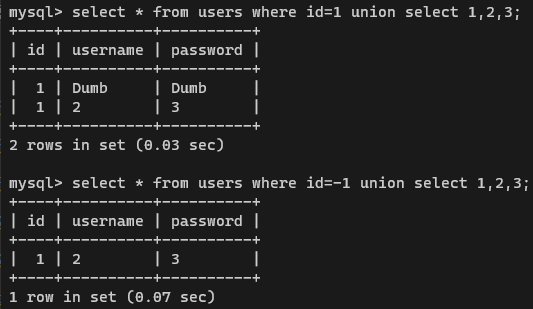 mysql> select * from users where id=1 union select 1,2,3;
+----+----------+----------+
| id | username | password |
+----+----------+----------+
|  1 | Dumb     | Dumb     |
|  1 | 2        | 3        |
+----+----------+----------+
2 rows in set (0.03 sec)

mysql> select * from users where id=-1 union select 1,2,3;
+----+----------+----------+
| id | username | password |
+----+----------+----------+
|  1 | 2        | 3        |
+----+----------+----------+
1 row in set (0.07 sec)